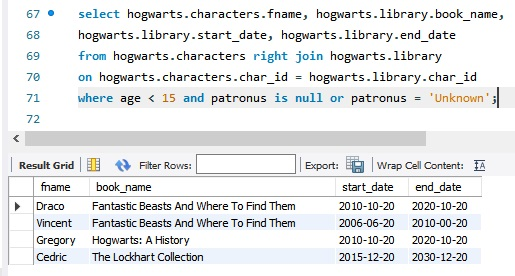 67 select hogwarts.characters.fname, hogwarts.library.book_name,
68 hogwarts.library.start_date, hogwarts.library.end_date
69 from hogwarts.characters right join hogwarts.library
70 on hogwarts.characters.char_id = hogwarts.library.char_id
71 where age < 15 and patronus is null or patronus = 'Unknown';
72
Result Grid Filter Rows: Export: Wrap Cell Content: IA
fname book_name start_date end_date
Draco Fantastic Beasts And Where To Find Them 2010-10-20 2020-10-20
Vincent Fantastic Beasts And Where To Find Them 2006-06-20 2010-00-20
Gregory Hogwarts: A History 2010-10-20 2020-10-20
Cedric The Lockhart Collection 2015-12-20 2030-12-20